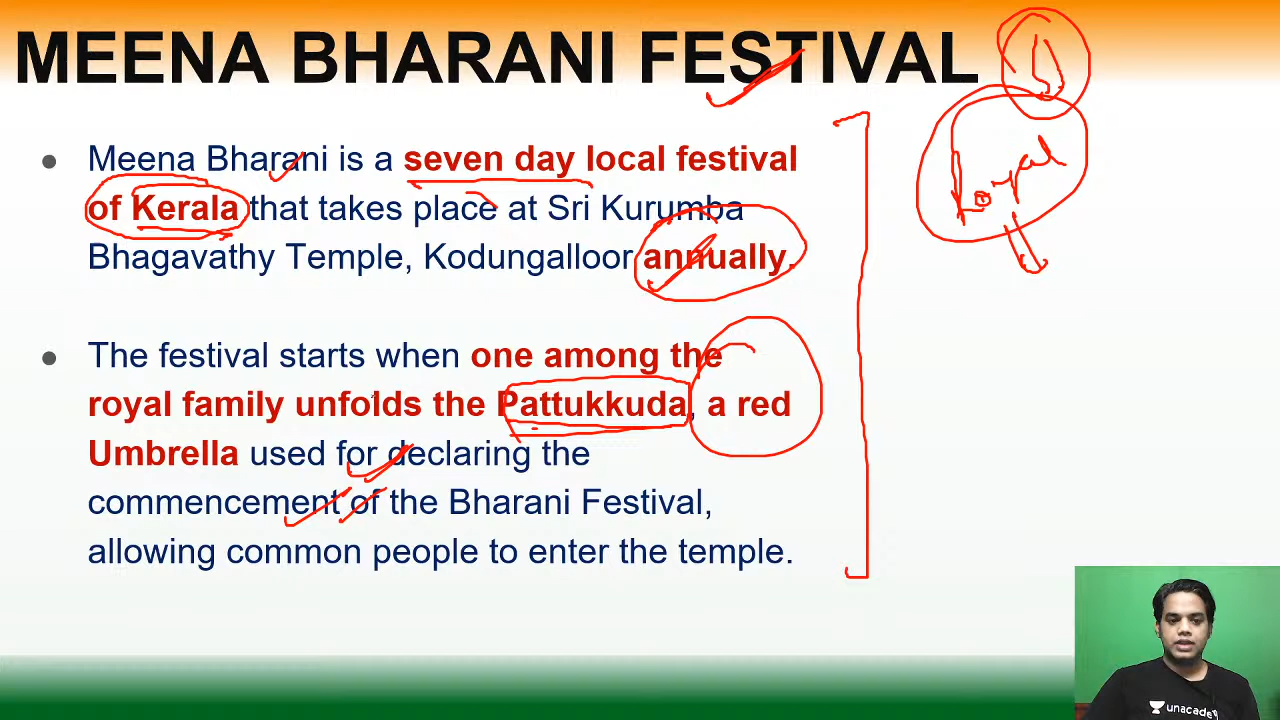 MEENA BHARANI FESTIVAL
Royal
• Meena Bharani is a seven day local festival
of Kerala that takes place at Sri Kurumba
Bhagavathy Temple, Kodungalloor annually.
• The festival starts when one among the
royal family unfolds the Pattukkuda, a red
Umbrella used for declaring the
commencement of the Bharani Festival,
allowing common people to enter the temple.